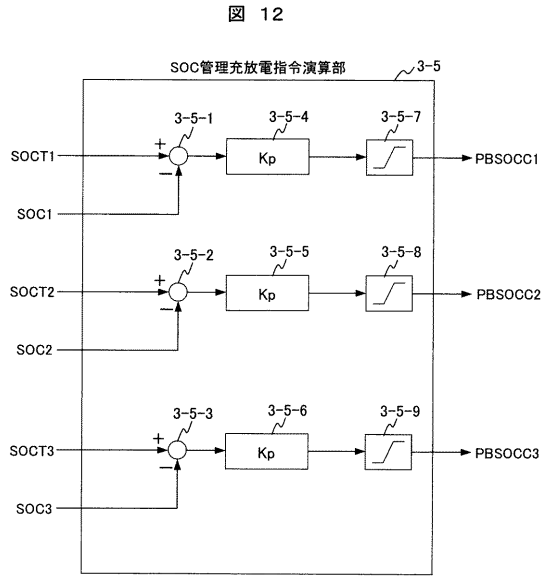 図 12
SOC管理充放電指令演算部
3-5
3-5-1
3-5-4
3-5-7
+
SOCT1
Kp
PBSOCC1
−
SOC1
3-5-2
3-5-5
3-5-8
+
SOCT2
Kp
PBSOCC2
−
SOC2
3-5-3
3-5-6
3-5-9
+
SOCT3
Kp
PBSOCC3
−
SOC3